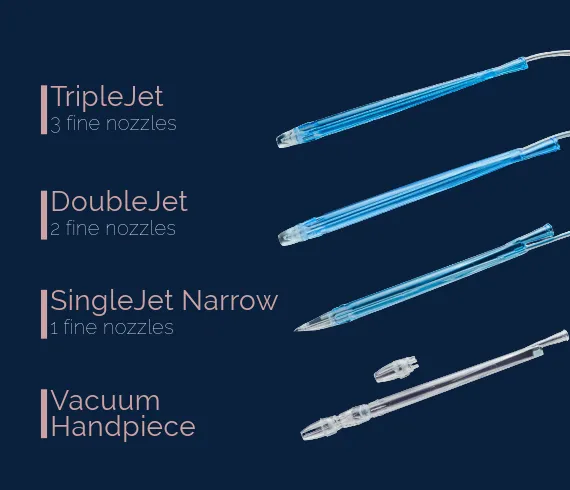 TripleJet
3 fine nozzles
DoubleJet
2 fine nozzles
SingleJet Narrow
1 fine nozzles
Vacuum
Handpiece